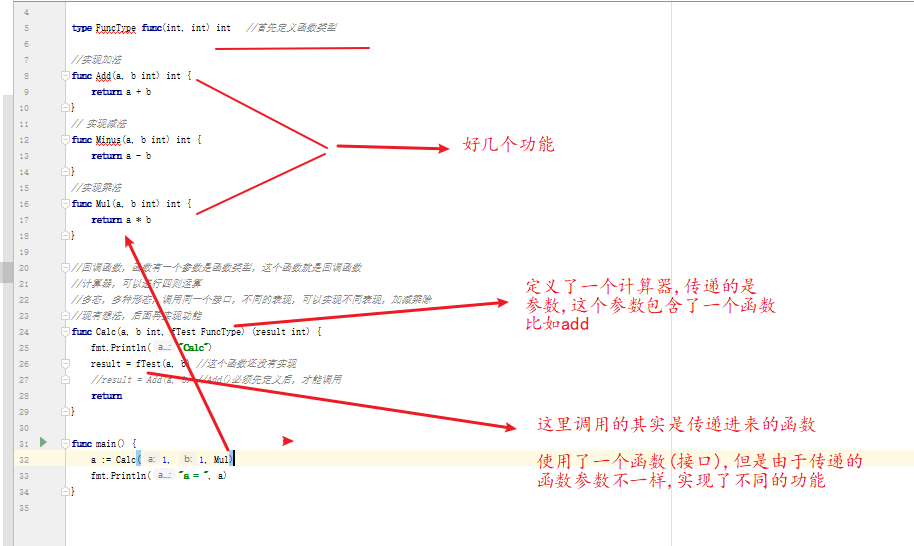 4
5 type FuncType func(int, int) int //首先定义函数类型
6
7 //实现加法
8 func Add(a, b int) int {
9 return a + b
10 }
11 // 实现减法
12 func Minus(a, b int) int {
13 return a - b
14 }
15 //实现乘法
16 func Mul(a, b int) int {
17 return a * b
18 }
19
好几个功能
20 //回调函数，函数有一个参数是函数类型，这个函数就是回调函数
21 //计算器，可以进行四则运算
22 //多态，多种形态，调用同一个接口，不同的表现，可以实现不同表现，加减乘除
23 //现有想法，后面再实现功能
24 func Calc(a, b int, fTest FuncType) (result int) {
25 fmt.Println( a…: "Calc")
26 result = fTest(a, b) //这个函数还没有实现
27 //result = Add(a, b) //Add()必须先定义后，才能调用
28 return
29 }
30
定义了一个计算器,传递的是
参数,这个参数包含了一个函数
比如add
31 func main() {
32 a := Calc( a: 1, b: 1, Mul)
33 fmt.Println( a…: "a = ", a)
34 }
35
这里调用的其实是传递进来的函数
使用了一个函数(接口),但是由于传递的
函数参数不一样,实现了不同的功能